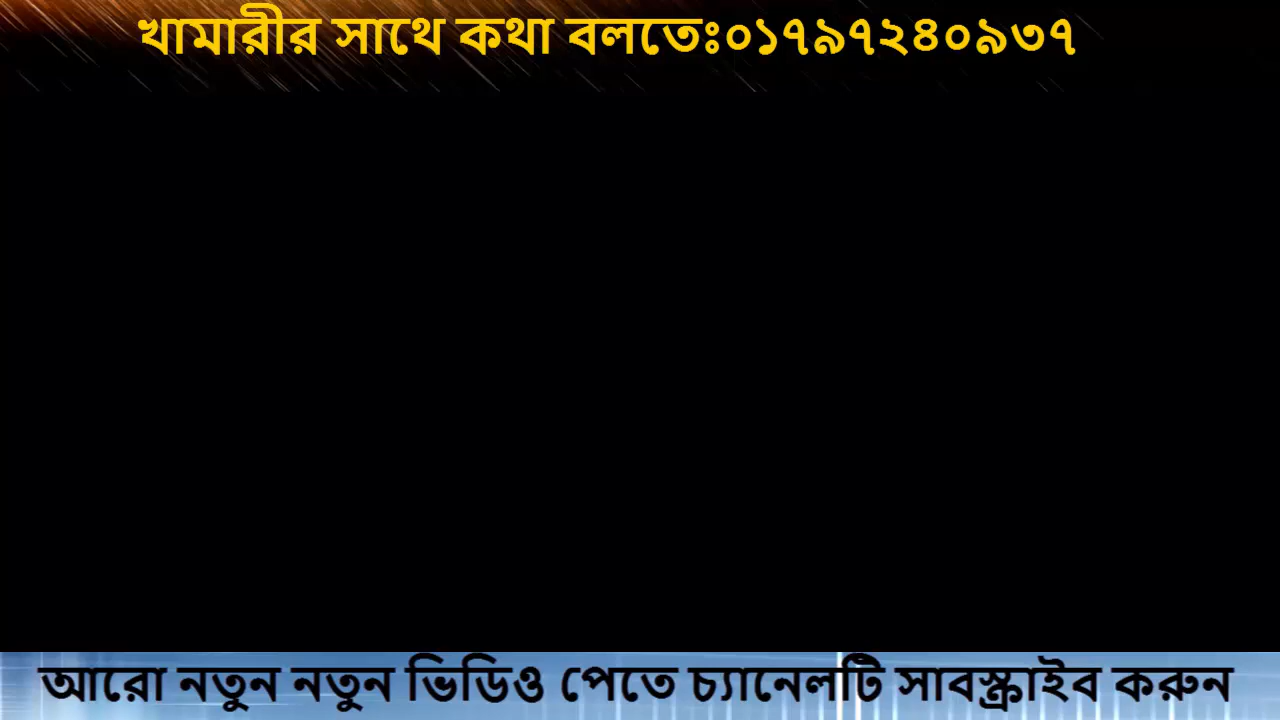 খামারীর সাথে কথা বলতেঃ০১৭৯৭২৪০৯৩৭
আরো নতুন নতুন ভিডিও পেতে চ্যানেলটি সাবস্ক্রাইব করুন